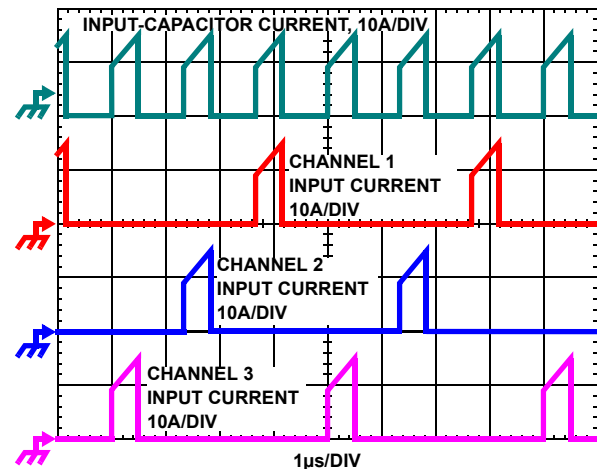 INPUT-CAPACITOR CURRENT, 10A/DIV
CHANNEL 1
INPUT CURRENT
10A/DIV
CHANNEL 2
INPUT CURRENT
10A/DIV
CHANNEL 3
INPUT CURRENT
10A/DIV
1µs/DIV